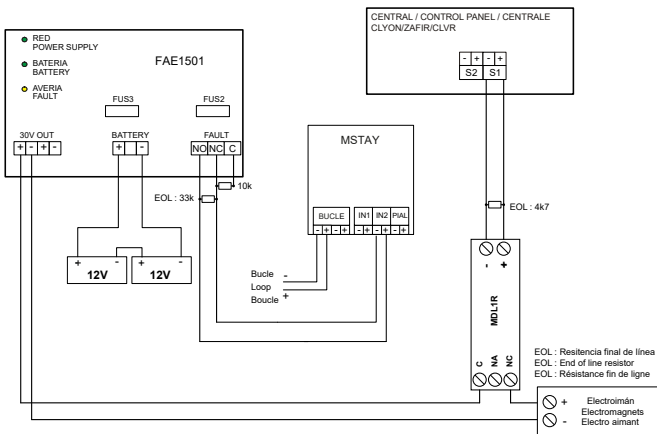 RED
POWER SUPPLY
BATERIA
BATTERY
AVERIA
FAULT
FAE1501
FUS3
FUS2
30V OUT
BATTERY
FAULT
+ - + -
+ -
NO NC C
10k
EOL : 33k
+ - + -
12V 12V
CENTRAL / CONTROL PANEL / CENTRALE
CLYON/ZAFIR/CLVR
- + - +
S2 S1
MSTAY
BUCLE IN1 IN2 PIAL
- + - + - + - + - +
Bucle -
Loop
Boucle +
EOL : 4k7
- +
MDL1R
C NA NC
EOL : Resitencia final de línea
EOL : End of line resistor
EOL : Résistance fin de ligne
+ Electroimán
Electromagnets
- Electro aimant